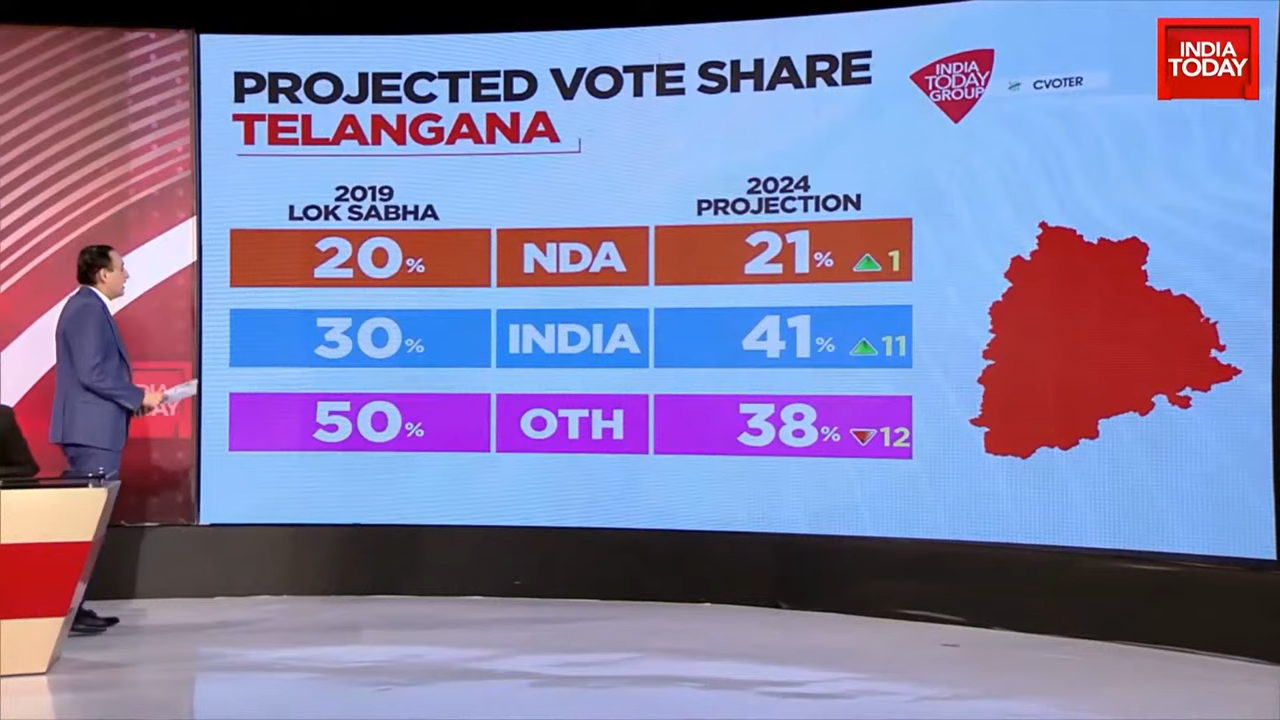 PROJECTED VOTE SHARE
TELANGANA
INDIA
TODAY
GROUP
CVOTER
INDIA
TODAY
2019
LOK SABHA
2024
PROJECTION
20% NDA 21% 1
30% INDIA 41% 11
50% OTH 38% 12